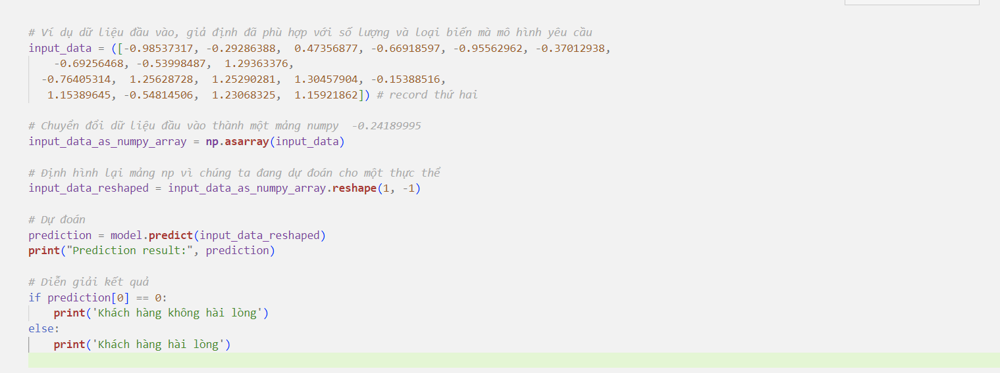 # Ví dụ dữ liệu đầu vào, giả định đã phù hợp với số lượng và loại biến mà mô hình yêu cầu
input_data = ([-0.98537317, -0.29286388,  0.47356877, -0.66918597, -0.95562962, -0.37012938,
    -0.69256468, -0.53998487,  1.29363376,
  -0.76405314,  1.25628728,  1.25290281,  1.30457904, -0.15388516,
   1.15389645, -0.54814506,  1.23068325,  1.15921862]) # record thứ hai
# Chuyển đổi dữ liệu đầu vào thành một mảng numpy  -0.24189995
input_data_as_numpy_array = np.asarray(input_data)
# Định hình lại mảng np vì chúng ta đang dự đoán cho một thực thể
input_data_reshaped = input_data_as_numpy_array.reshape(1, -1)
# Dự đoán
prediction = model.predict(input_data_reshaped)
print("Prediction result:", prediction)
# Diễn giải kết quả
if prediction[0] == 0:
    print('Khách hàng không hài lòng')
else:
    print('Khách hàng hài lòng')